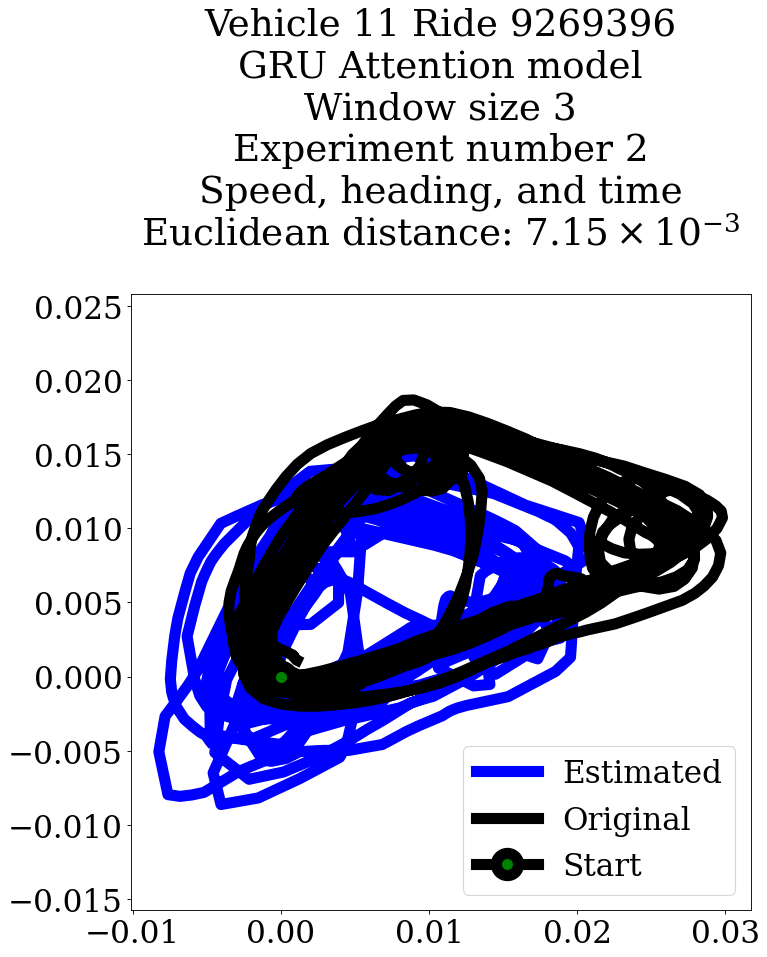 Vehicle 11 Ride 9269396
GRU Attention model
Window size 3
Experiment number 2
Speed, heading, and time
Euclidean distance: 7.15 × 10⁻³
0.025
0.020
0.015
0.010
0.005
0.000
−0.005
−0.010
−0.015
−0.01 0.00 0.01 0.02 0.03
Estimated
Original
Start